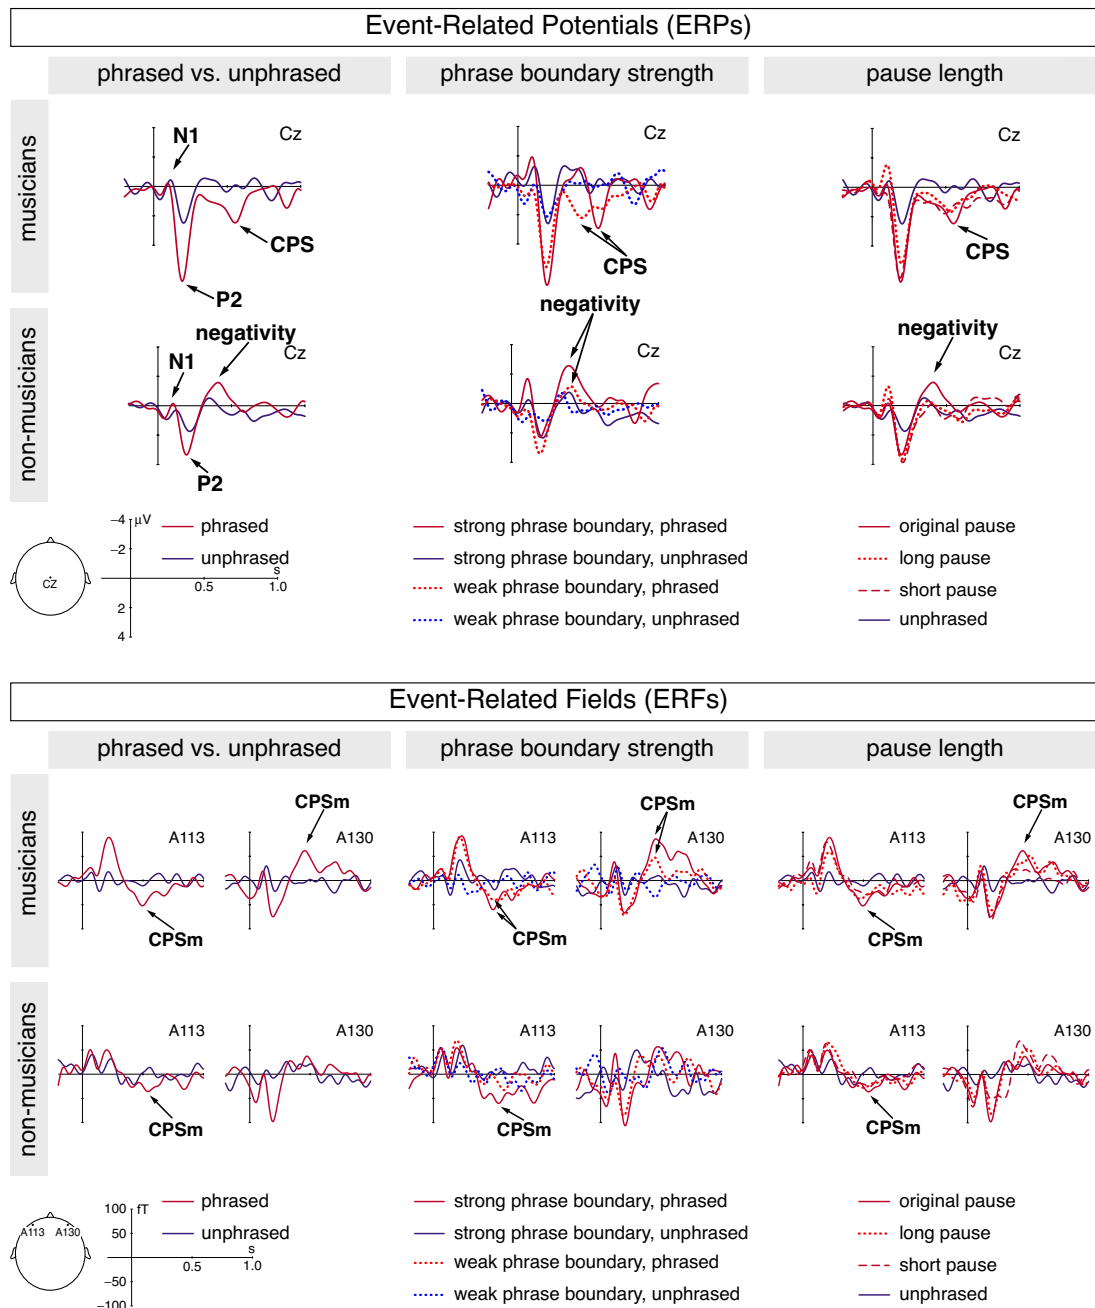 Event-Related Potentials (ERPs)
phrased vs. unphrased
phrase boundary strength
pause length
musicians
N1
Cz
CPS
P2
Cz
CPS
Cz
CPS
non-musicians
negativity
N1
Cz
P2
negativity
Cz
negativity
Cz
CZ
−4 µV
−2
2
4
0.5
s
1.0
phrased
unphrased
strong phrase boundary, phrased
strong phrase boundary, unphrased
weak phrase boundary, phrased
weak phrase boundary, unphrased
original pause
long pause
short pause
unphrased
Event-Related Fields (ERFs)
phrased vs. unphrased
phrase boundary strength
pause length
musicians
A113
CPSm
CPSm
A130
A113
CPSm
CPSm
A130
A113
CPSm
CPSm
A130
non-musicians
A113
CPSm
A130
A113
CPSm
A130
A113
CPSm
A130
A113 A130
100 fT
50
−50
−100
0.5
s
1.0
phrased
unphrased
strong phrase boundary, phrased
strong phrase boundary, unphrased
weak phrase boundary, phrased
weak phrase boundary, unphrased
original pause
long pause
short pause
unphrased